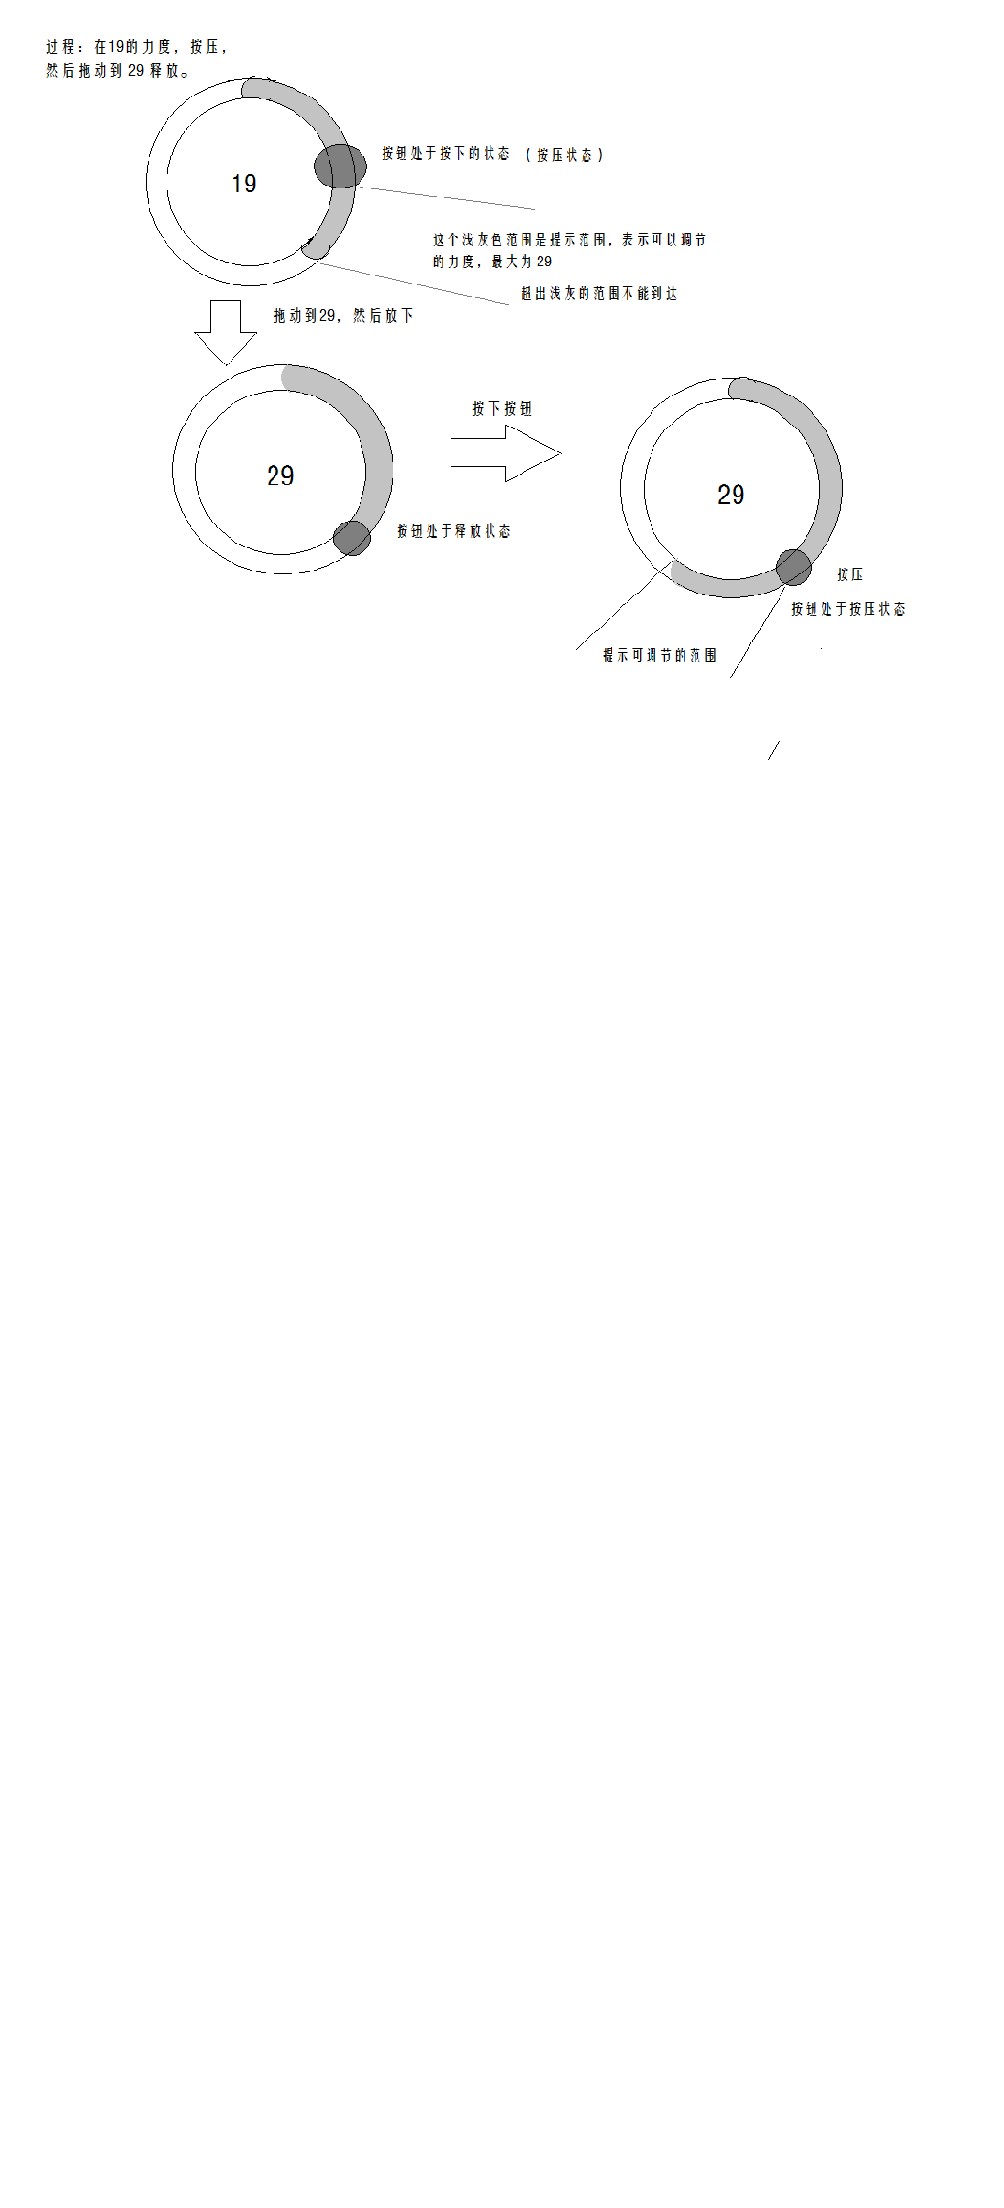 过程：在19的力度，按压，
然后拖动到 29 释放。
19
按钮处于按下的状态 （按压状态）
这个浅灰色范围是提示范围，表示可以调节
的力度，最大为 29
超出浅灰的范围不能到达
拖动到29，然后放下
按下按钮
29
29
按钮处于释放状态
按压
按钮处于按压状态
提示可调节的范围